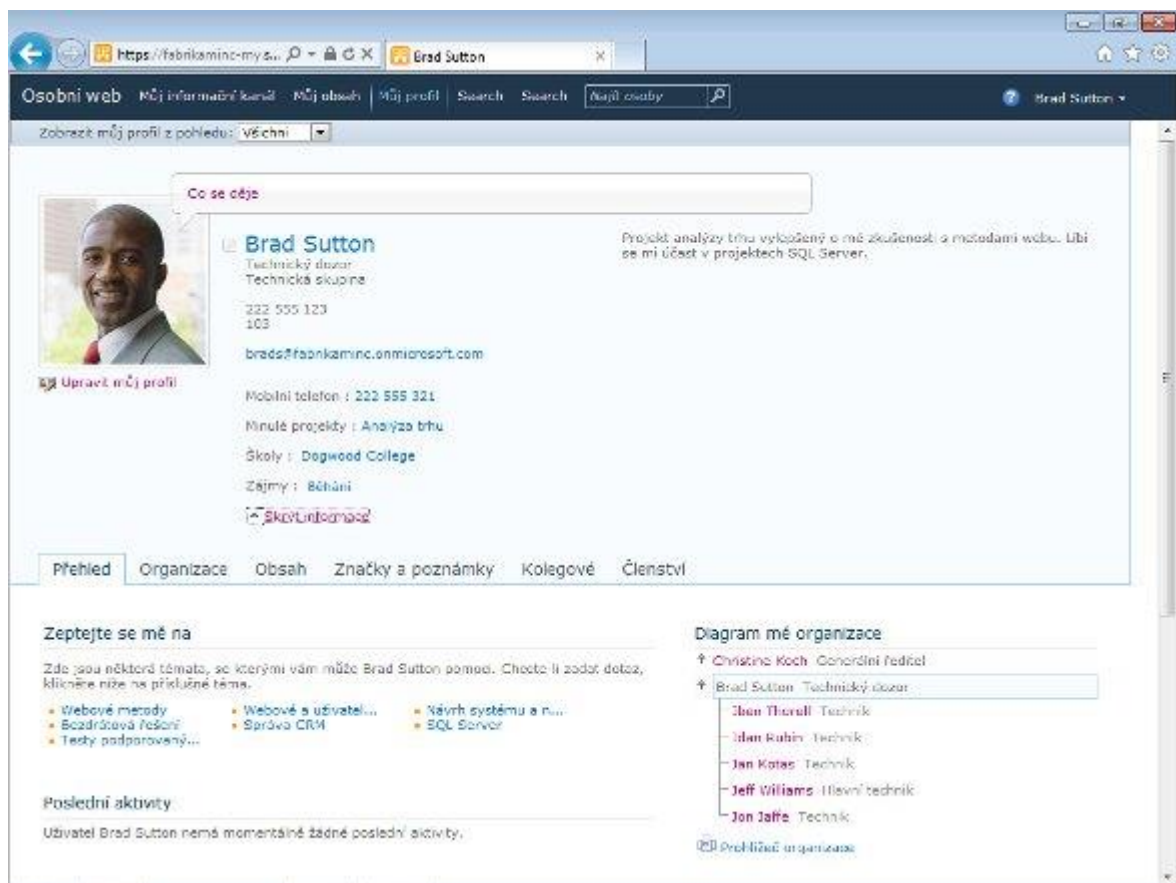 https://fabrikaminc-my.s...
Brad Sutton
Osobní web Můj informační kanál Můj obsah Můj profil Search Search Najít osoby Brad Sutton
Zobrazit můj profil z pohledu: Všichni
Co se děje
Brad Sutton
Technický dozor
Technická skupina
222 555 123
103
brads@fabrikaminc.onmicrosoft.com
Upravit můj profil
Mobilní telefon : 222 555 321
Minulé projekty : Analýza trhu
Školy : Dogwood College
Zájmy : Běhání
Skrýt informace
Projekt analýzy trhu vylepšený o mé zkušenosti s metodami webu. Líbí
se mi účast v projektech SQL Server.
Přehled Organizace Obsah Značky a poznámky Kolegové Členství
Zeptejte se mě na
Zde jsou některá témata, se kterými vám může Brad Sutton pomoci. Chcete-li zadat dotaz,
klikněte níže na příslušné téma.
Webové metody
Bezdrátová řešení
Testy podporovaný...
Webové a uživatel...
Správa CRM
Návrh systému a n...
SQL Server
Poslední aktivity
Uživatel Brad Sutton nemá momentálně žádné poslední aktivity.
Diagram mé organizace
Christine Koch Generální ředitel
Brad Sutton Technický dozor
Iben Thorell Technik
Idan Rubin Technik
Jan Kotas Technik
Jeff Williams Hlavní technik
Jon Jaffe Technik
Prohlížeč organizace